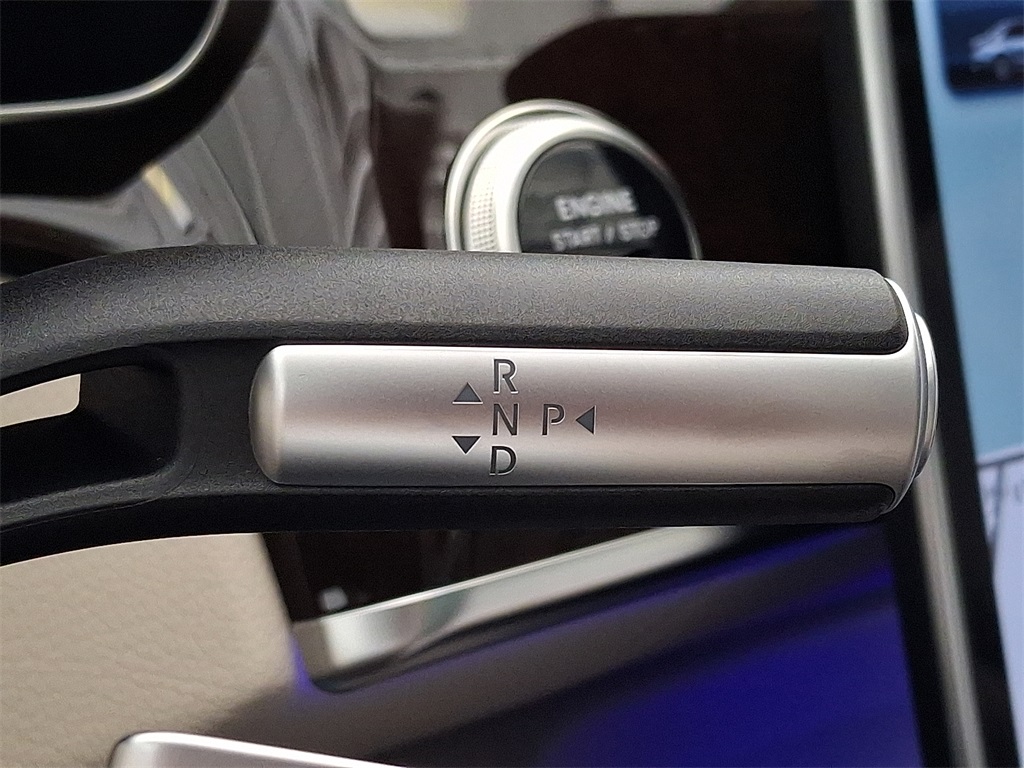 ENGINE
START / STOP
R
N P
D